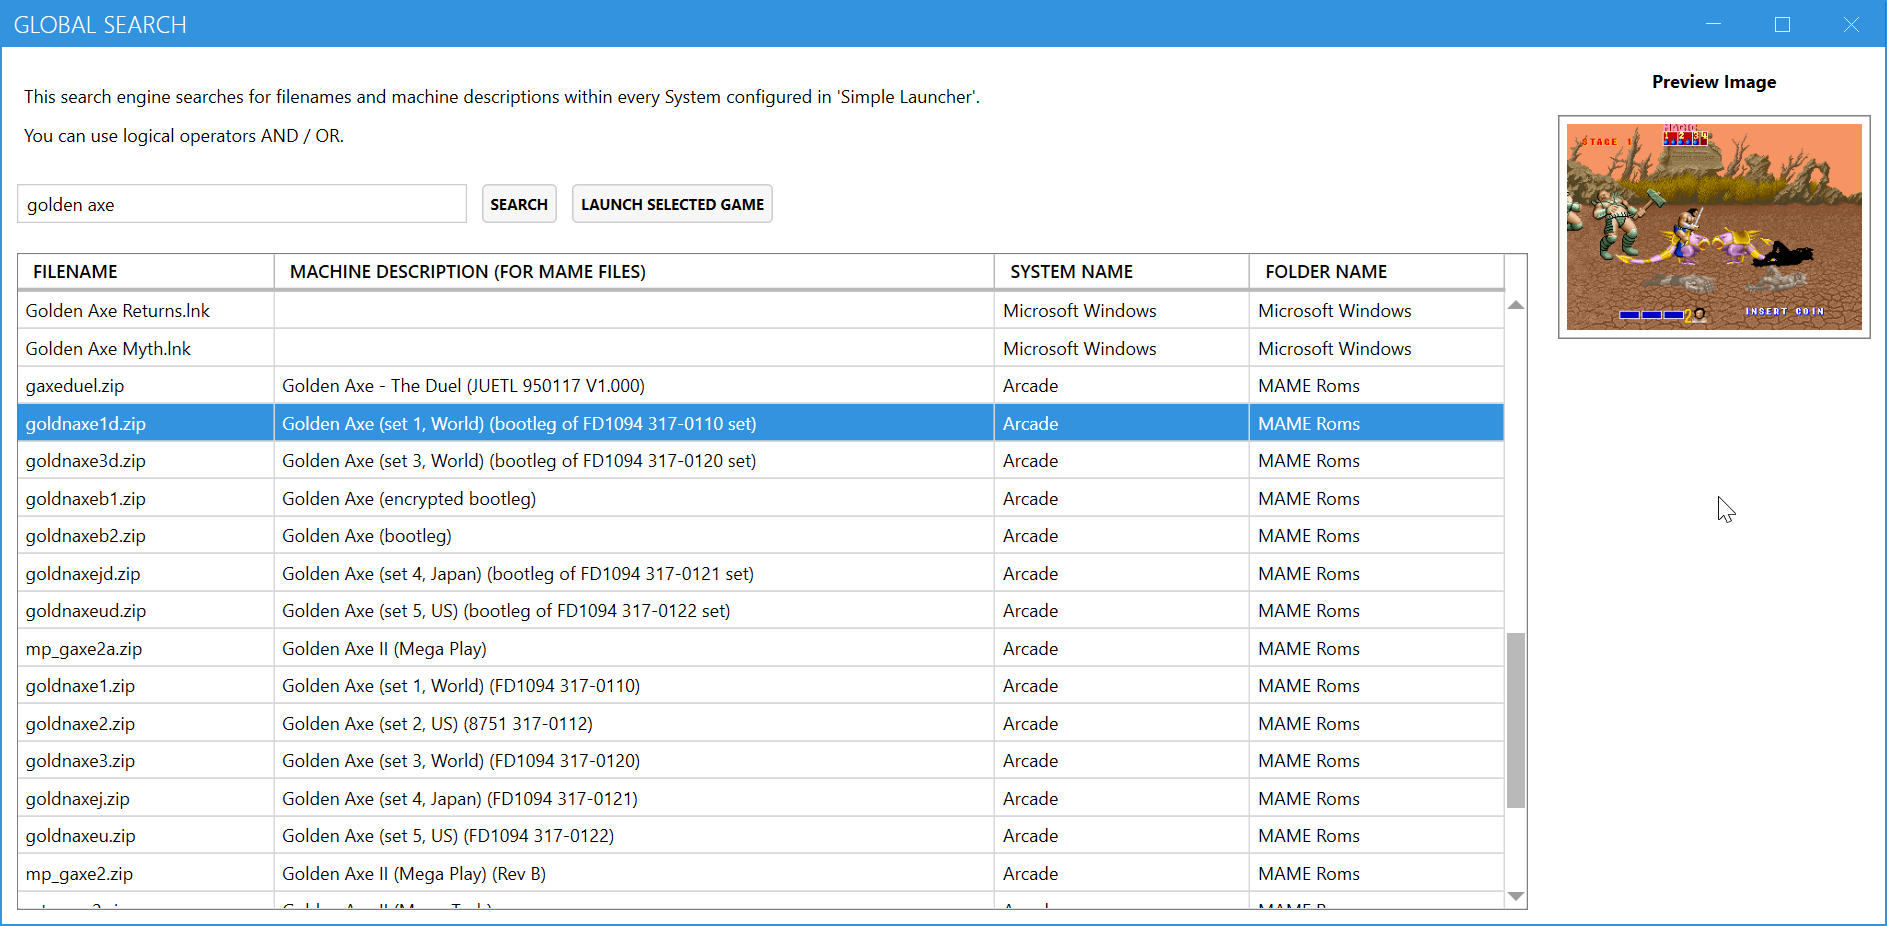 GLOBAL SEARCH
This search engine searches for filenames and machine descriptions within every System configured in 'Simple Launcher'.
You can use logical operators AND / OR.
golden axe
SEARCH
LAUNCH SELECTED GAME
Preview Image
STAGE 1
MAGIC
1 2 3
2
INSERT COIN
FILENAME MACHINE DESCRIPTION (FOR MAME FILES) SYSTEM NAME FOLDER NAME
Golden Axe Returns.lnk Microsoft Windows Microsoft Windows
Golden Axe Myth.lnk Microsoft Windows Microsoft Windows
gaxeduel.zip Golden Axe - The Duel (JUETL 950117 V1.000) Arcade MAME Roms
goldnaxe1d.zip Golden Axe (set 1, World) (bootleg of FD1094 317-0110 set) Arcade MAME Roms
goldnaxe3d.zip Golden Axe (set 3, World) (bootleg of FD1094 317-0120 set) Arcade MAME Roms
goldnaxeb1.zip Golden Axe (encrypted bootleg) Arcade MAME Roms
goldnaxeb2.zip Golden Axe (bootleg) Arcade MAME Roms
goldnaxejd.zip Golden Axe (set 4, Japan) (bootleg of FD1094 317-0121 set) Arcade MAME Roms
goldnaxeud.zip Golden Axe (set 5, US) (bootleg of FD1094 317-0122 set) Arcade MAME Roms
mp_gaxe2a.zip Golden Axe II (Mega Play) Arcade MAME Roms
goldnaxe1.zip Golden Axe (set 1, World) (FD1094 317-0110) Arcade MAME Roms
goldnaxe2.zip Golden Axe (set 2, US) (8751 317-0112) Arcade MAME Roms
goldnaxe3.zip Golden Axe (set 3, World) (FD1094 317-0120) Arcade MAME Roms
goldnaxej.zip Golden Axe (set 4, Japan) (FD1094 317-0121) Arcade MAME Roms
goldnaxeu.zip Golden Axe (set 5, US) (FD1094 317-0122) Arcade MAME Roms
mp_gaxe2.zip Golden Axe II (Mega Play) (Rev B) Arcade MAME Roms